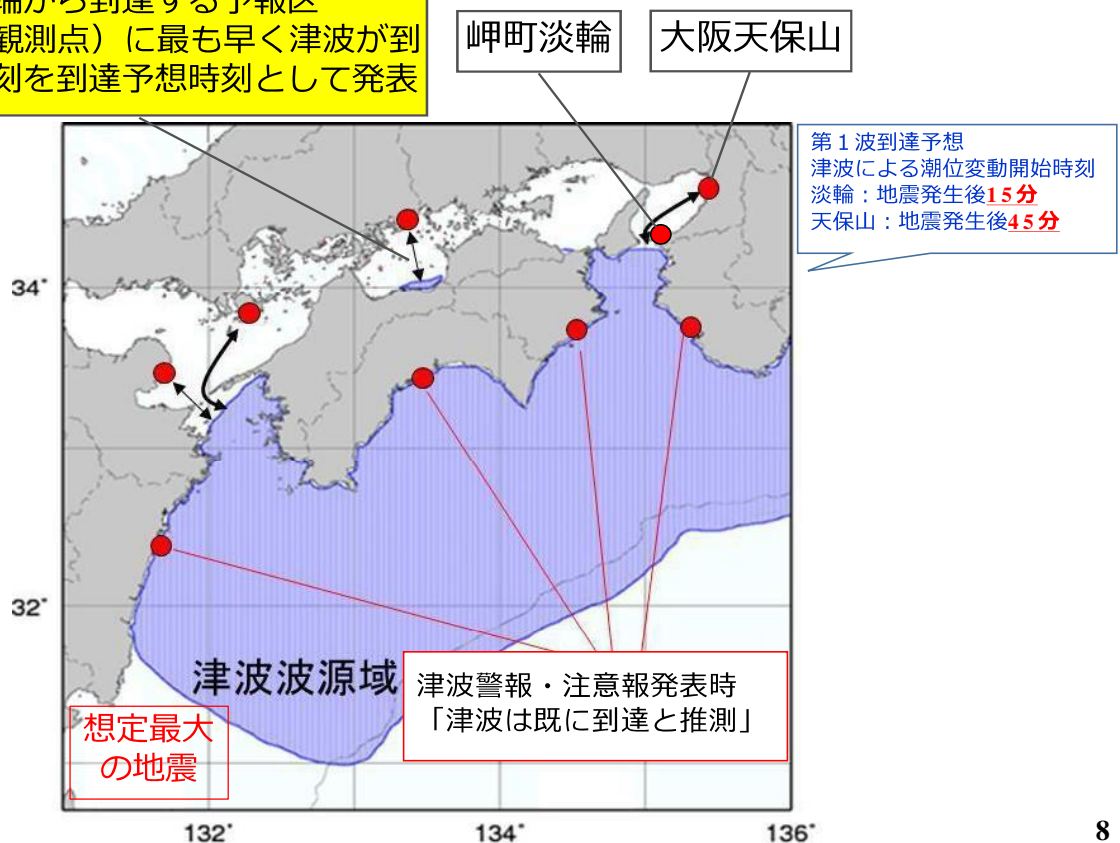 輪から到達する予報区
観測点）に最も早く津波が到
刻を到達予想時刻として発表
岬町淡輪
大阪天保山
第１波到達予想
津波による潮位変動開始時刻
淡輪：地震発生後15分
天保山：地震発生後45分
34°
32°
津波波源域
想定最大
の地震
津波警報・注意報発表時
「津波は既に到達と推測」
132°
134°
136°
8